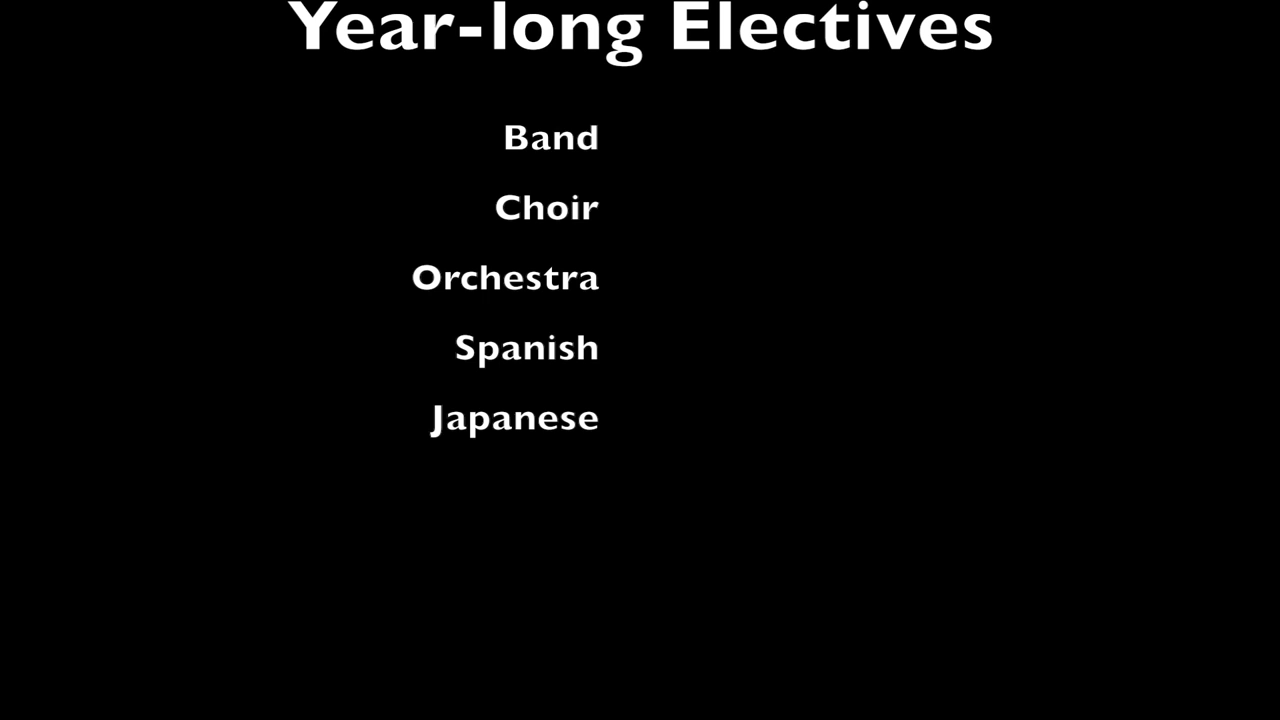 Year-long Electives
Band
Choir
Orchestra
Spanish
Japanese